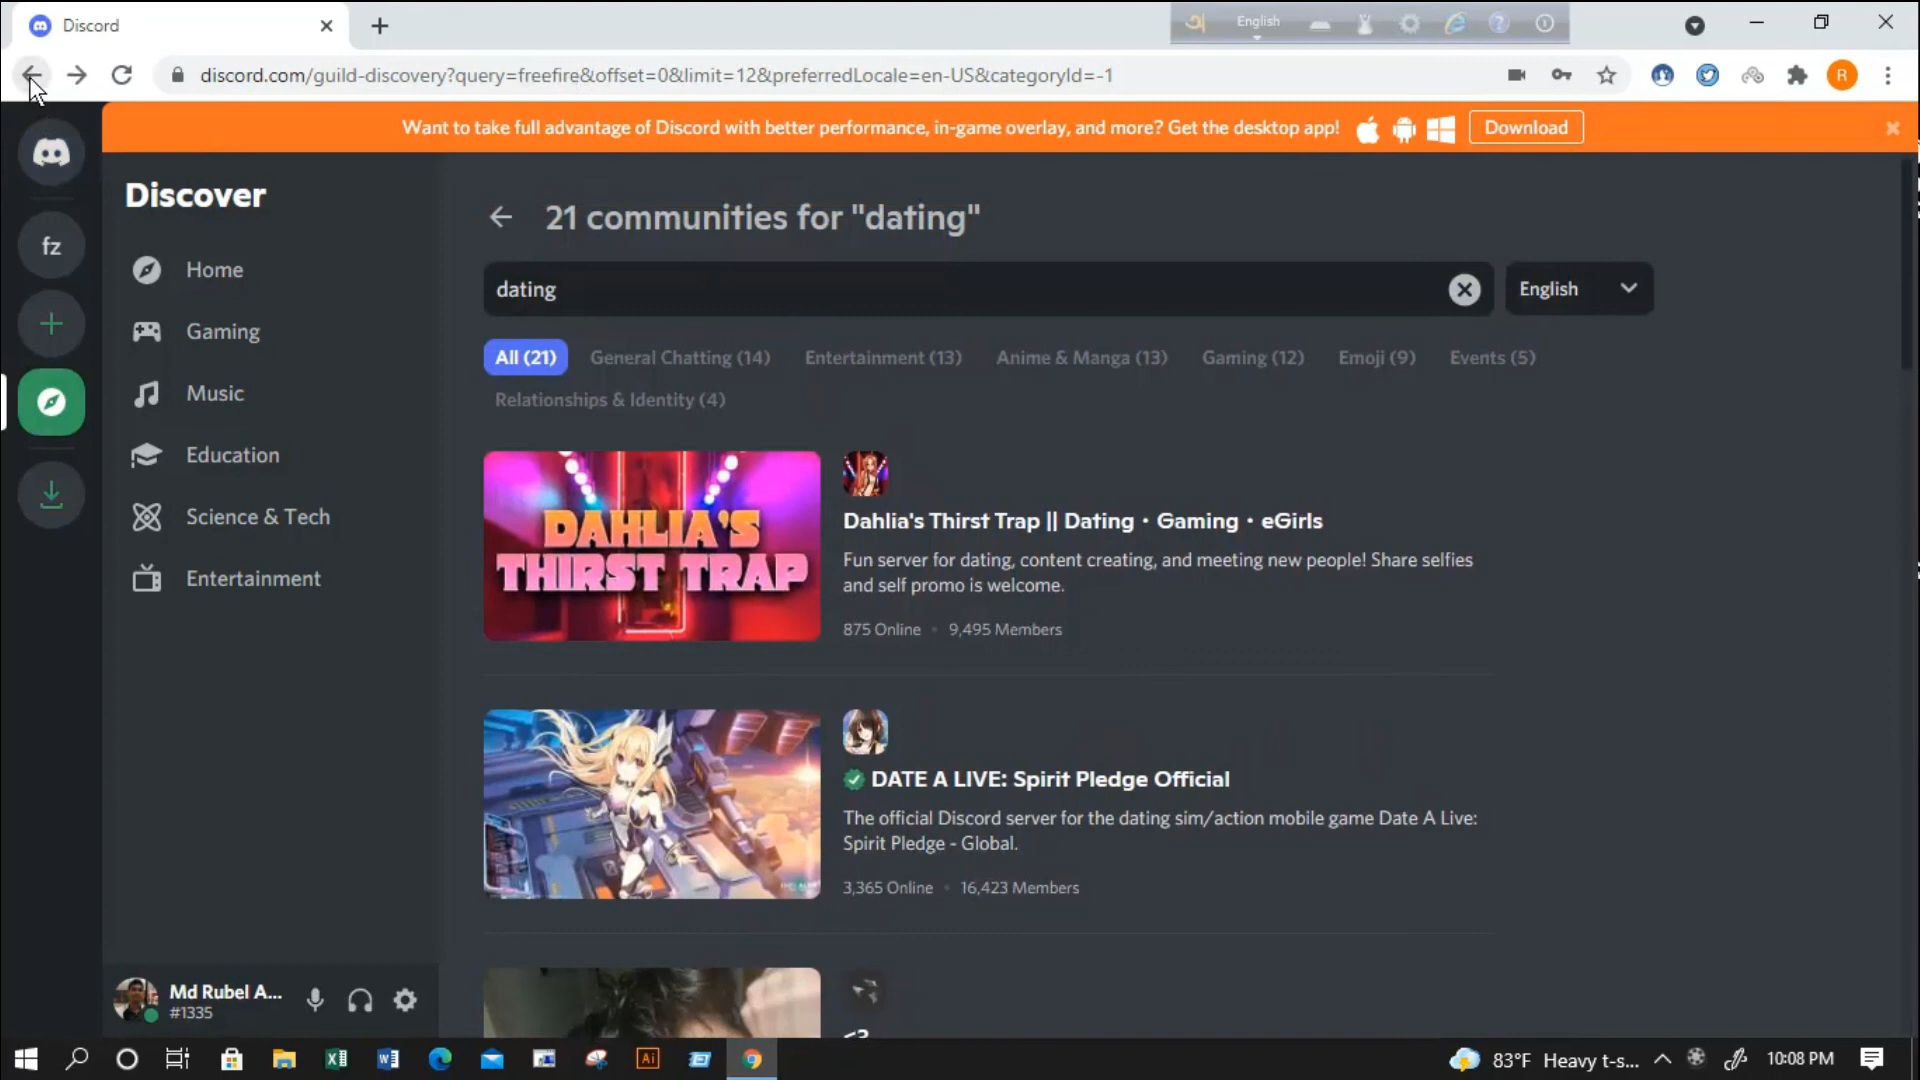 Discord
English
discord.com/guild-discovery?query=freefire&offset=0&limit=12&preferredLocale=en-US&categoryId=-1
R
Want to take full advantage of Discord with better performance, in-game overlay, and more? Get the desktop app!
Download
Discover
fz
Home
Gaming
Music
Education
Science & Tech
Entertainment
21 communities for "dating"
dating
English
All (21)
General Chatting (14)
Entertainment (13)
Anime & Manga (13)
Gaming (12)
Emoji (9)
Events (5)
Relationships & Identity (4)
DAHLIA'S
THIRST TRAP
Dahlia's Thirst Trap || Dating • Gaming • eGirls
Fun server for dating, content creating, and meeting new people! Share selfies
and self promo is welcome.
875 Online • 9,495 Members
DATE A LIVE: Spirit Pledge Official
The official Discord server for the dating sim/action mobile game Date A Live:
Spirit Pledge - Global.
3,365 Online • 16,423 Members
<3
Md Rubel A...
#1335
Ai
83°F Heavy t-s...
10:08 PM